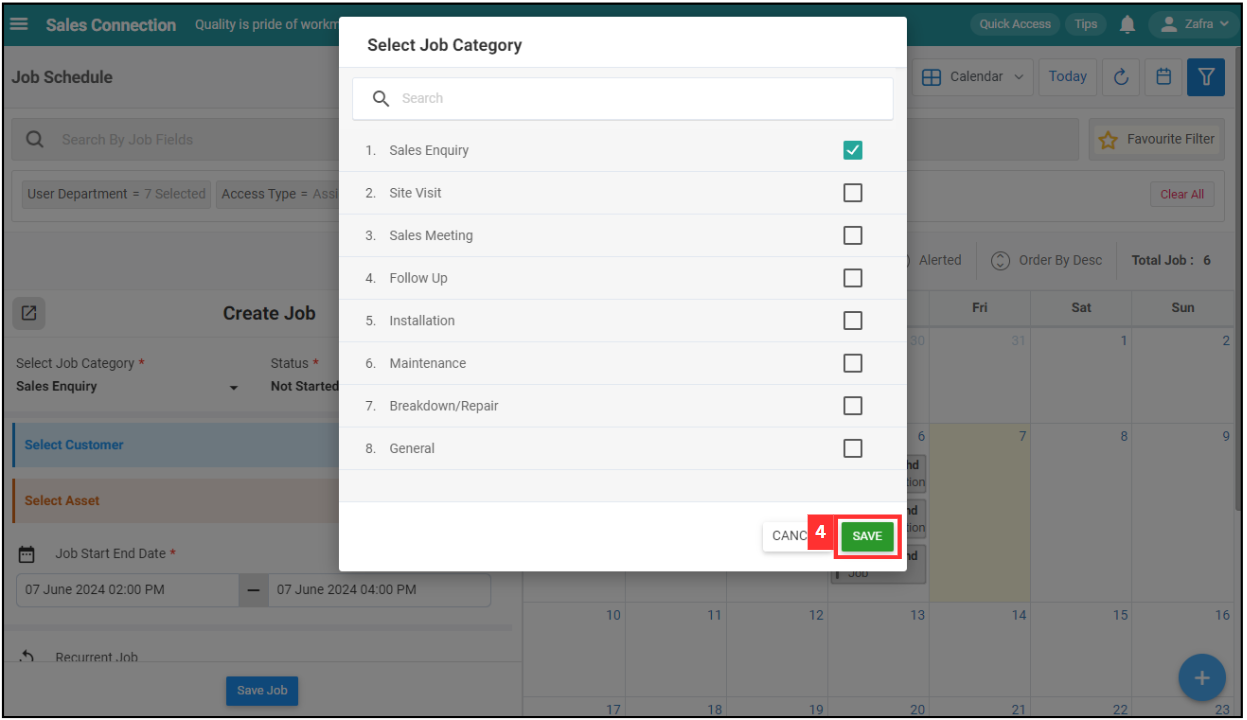 Sales Connection Quality is pride of workm
Quick Access Tips Zafra
Job Schedule
Calendar Today
Search By Job Fields
Favourite Filter
User Department = 7 Selected Access Type = Assi
Clear All
Alerted Order By Desc Total Job : 6
Select Job Category
Search
1. Sales Enquiry
2. Site Visit
3. Sales Meeting
4. Follow Up
5. Installation
6. Maintenance
7. Breakdown/Repair
8. General
CANC 4 SAVE
Create Job
Select Job Category * Status *
Sales Enquiry Not Started
Select Customer
Select Asset
Job Start End Date *
07 June 2024 02:00 PM — 07 June 2024 04:00 PM
Recurrent Job
Save Job
Fri Sat Sun
30 31 1 2
6 7 8 9
hd
tion
nd
tion
nd
Job
10 11 12 13 14 15 16
17 18 19 20 21 22 23